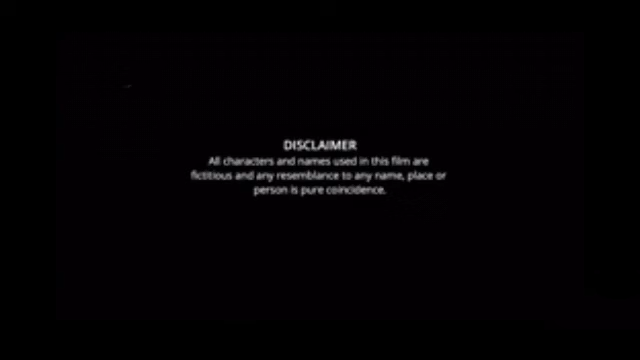 DISCLAIMER
All characters and names used in this film are
fictitious and any resemblance to any name, place or
person is pure coincidence.